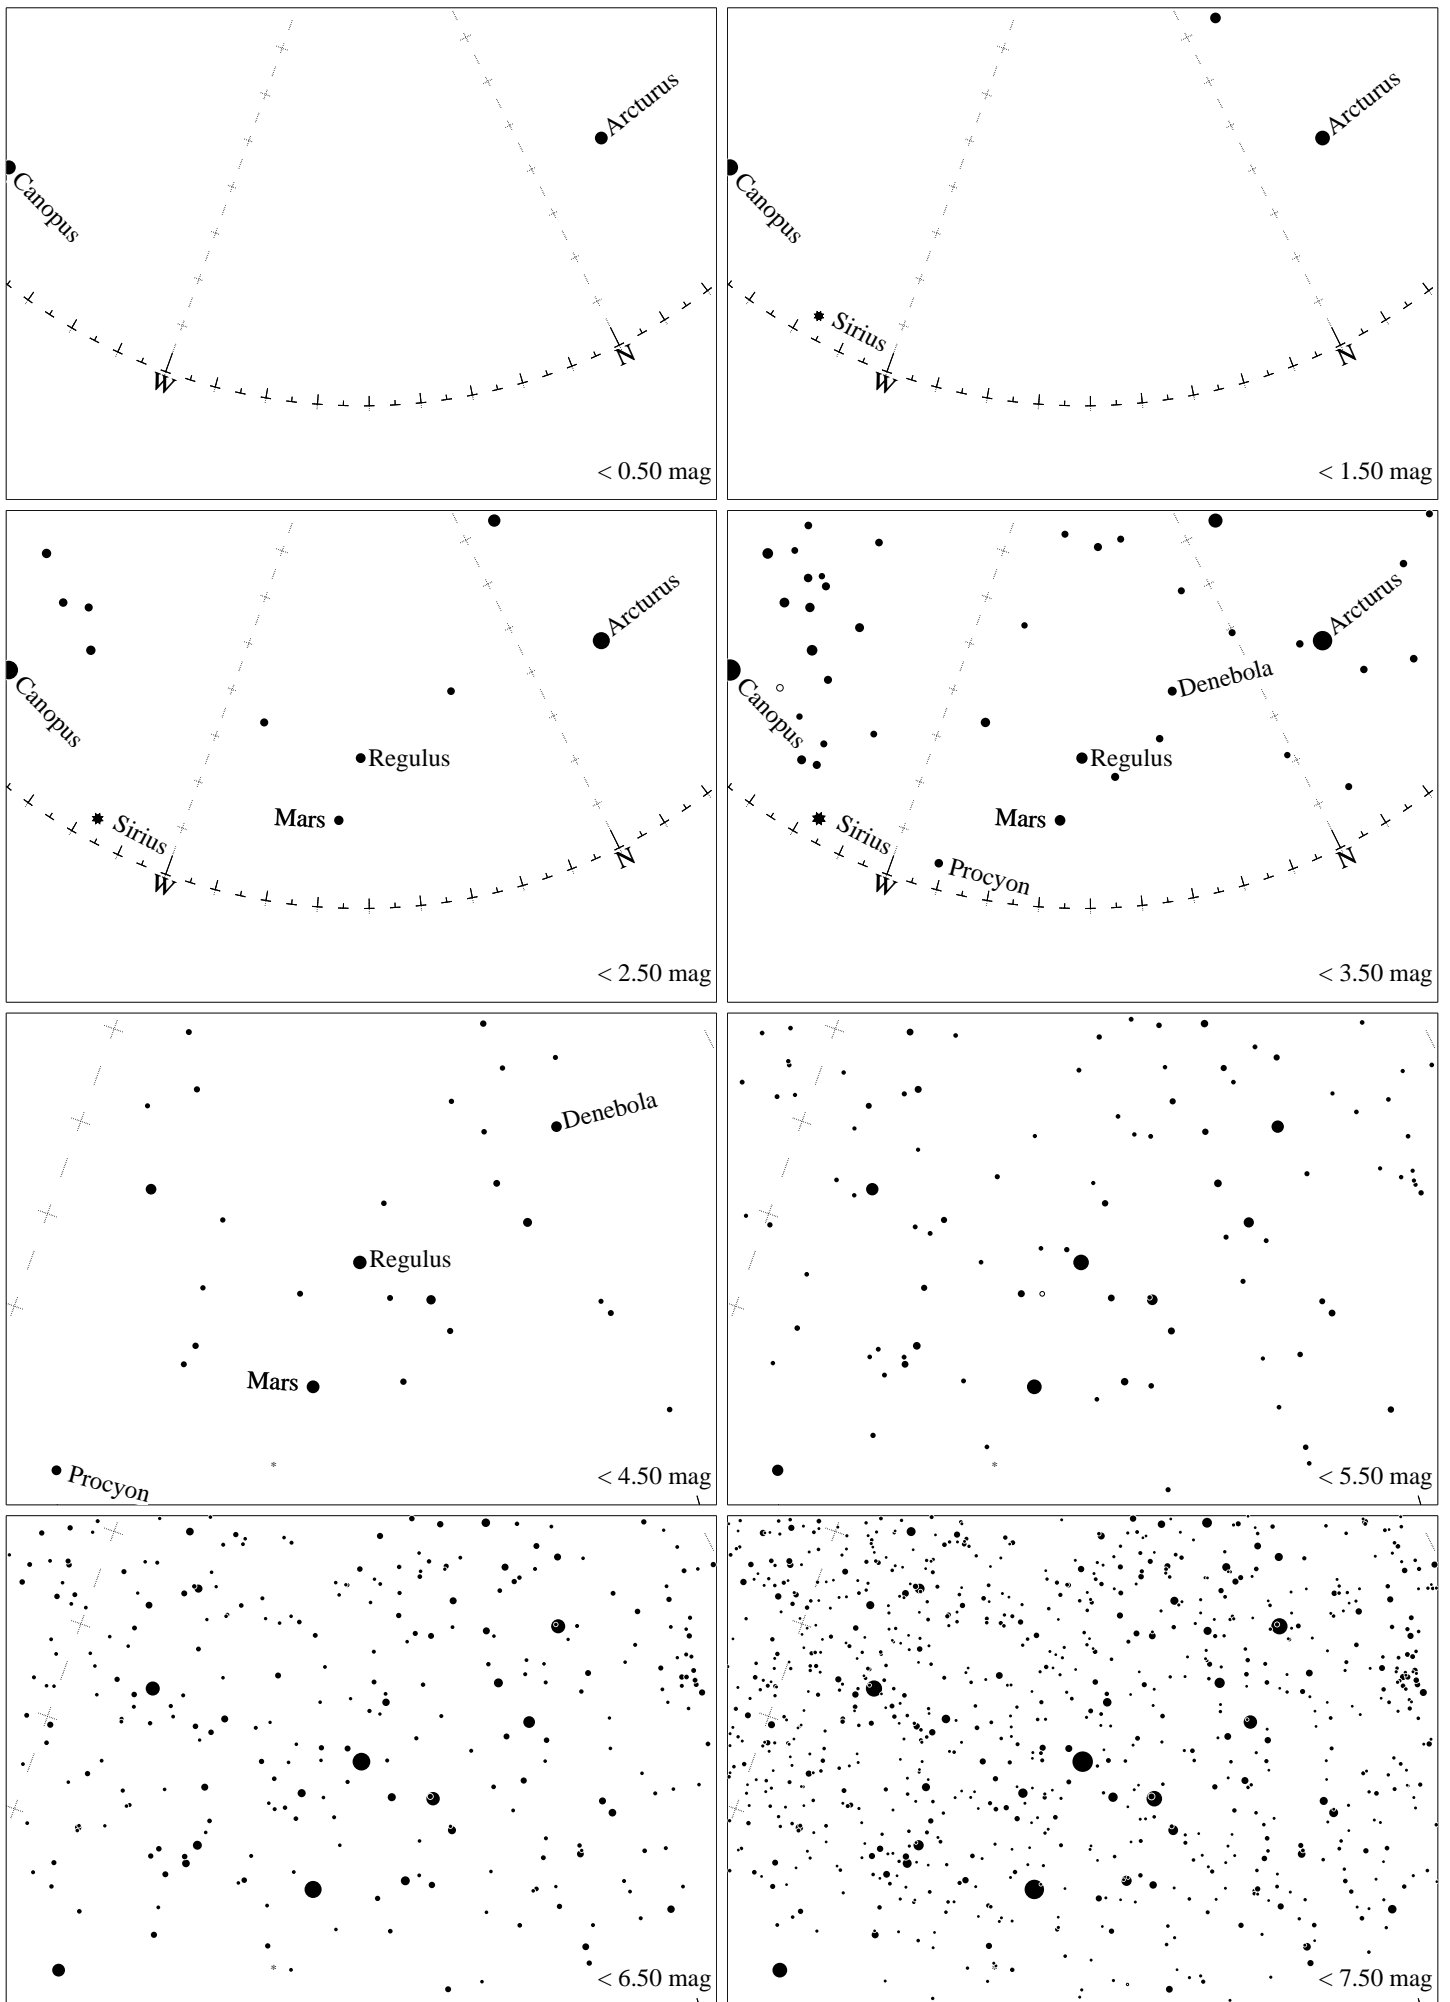 Arcturus
Canopus
W
N
< 0.50 mag
Arcturus
Canopus
Sirius
W
N
< 1.50 mag
Arcturus
Canopus
Regulus
Mars
Sirius
W
N
< 2.50 mag
Arcturus
Denebola
Canopus
Regulus
Mars
Sirius
Procyon
W
N
< 3.50 mag
Denebola
Regulus
Mars
Procyon
< 4.50 mag
< 5.50 mag
< 6.50 mag
< 7.50 mag